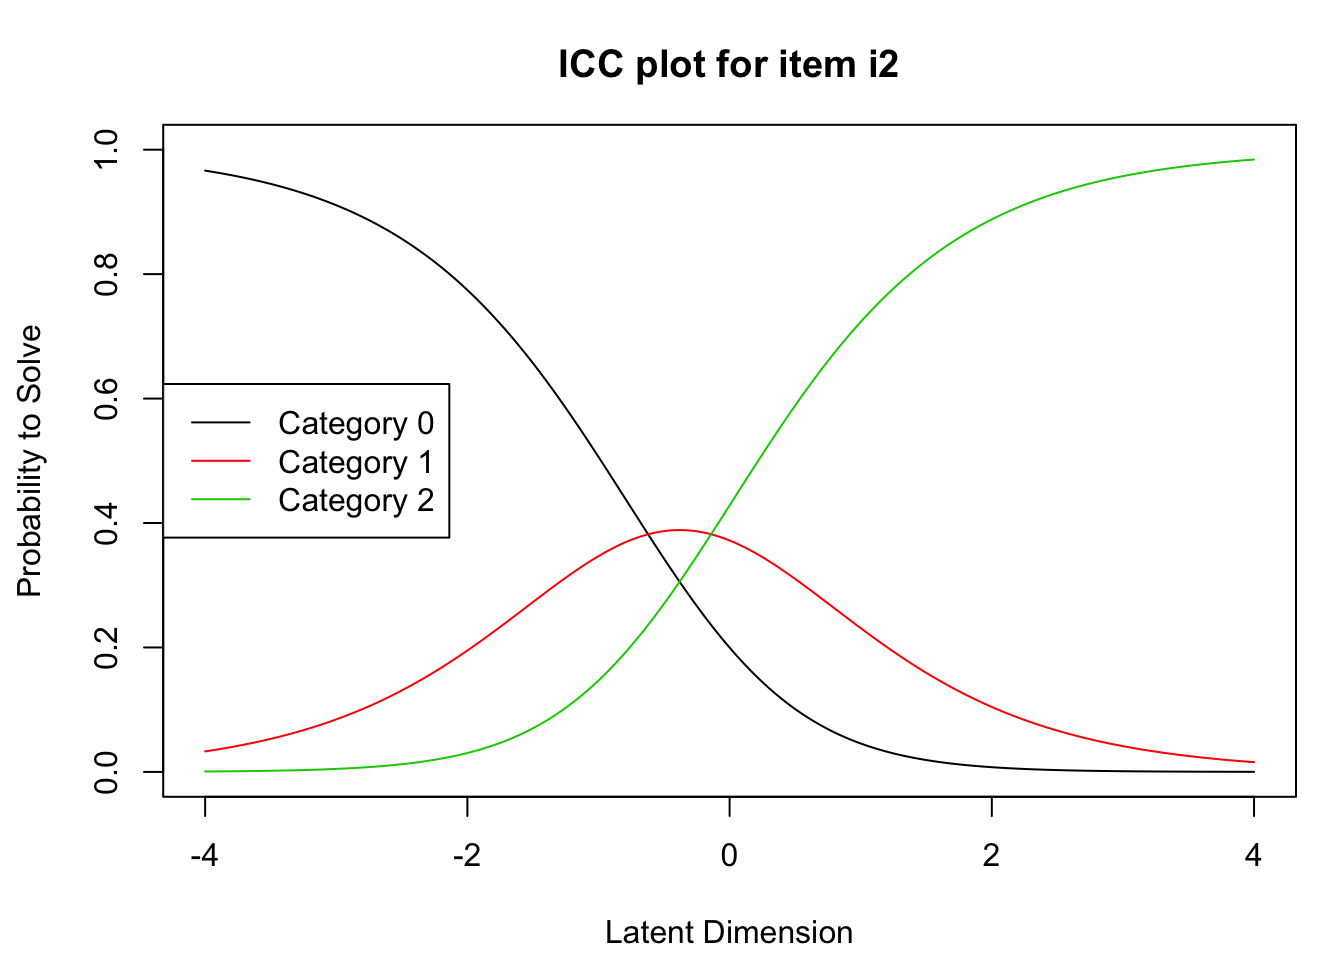 ICC plot for item i2
Probability to Solve
1.0
0.8
0.6
0.4
0.2
0.0
Category 0
Category 1
Category 2
-4 -2 0 2 4
Latent Dimension